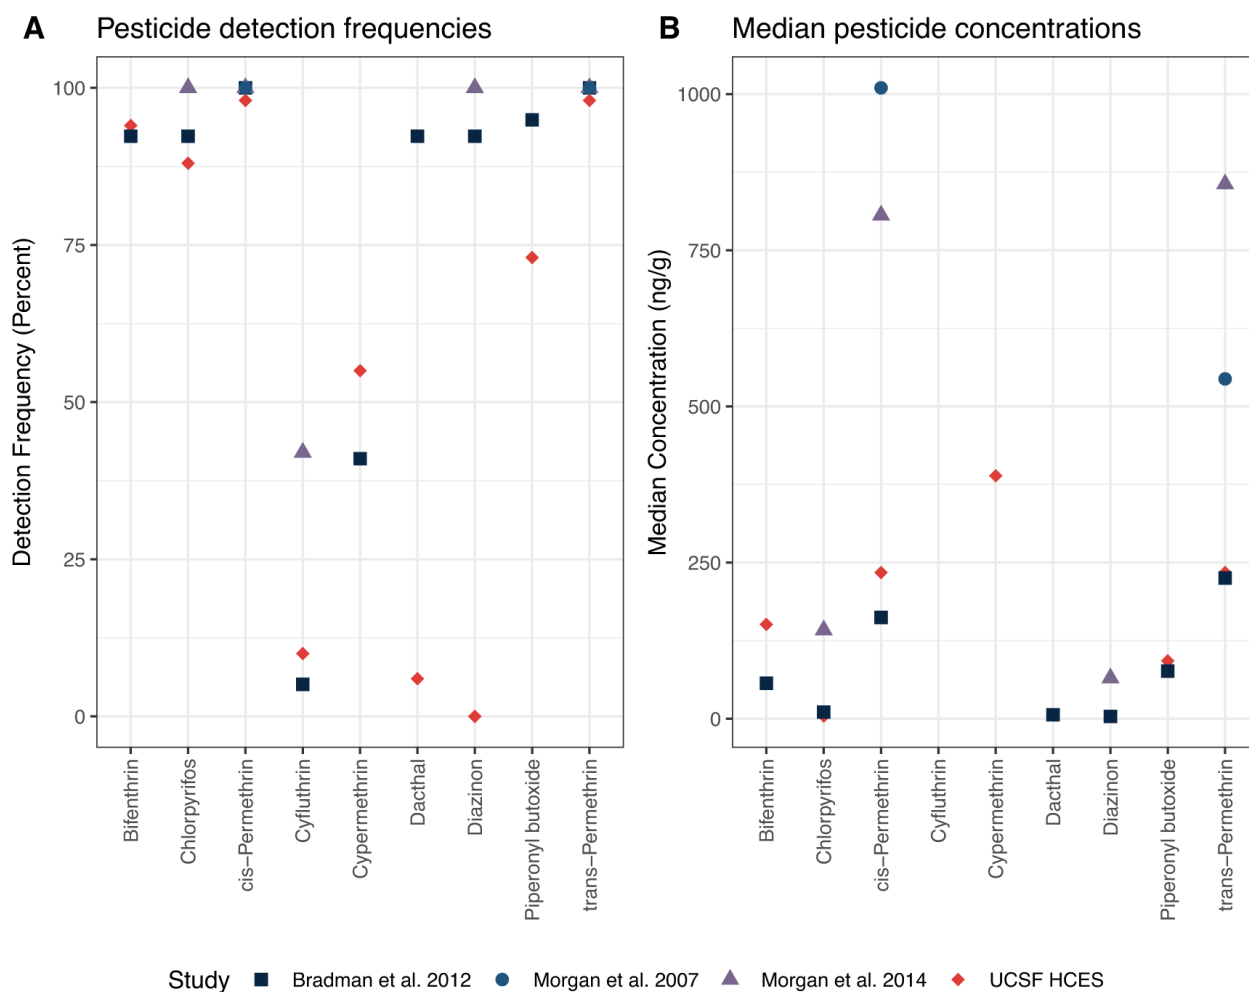 A Pesticide detection frequencies
Detection Frequency (Percent)
100
75
50
25
0
Bifenthrin
Chlorpyrifos
cis−Permethrin
Cyfluthrin
Cypermethrin
Dacthal
Diazinon
Piperonyl butoxide
trans−Permethrin
B Median pesticide concentrations
Median Concentration (ng/g)
1000
750
500
250
0
Bifenthrin
Chlorpyrifos
cis−Permethrin
Cyfluthrin
Cypermethrin
Dacthal
Diazinon
Piperonyl butoxide
trans−Permethrin
Study Bradman et al. 2012 Morgan et al. 2007 Morgan et al. 2014 UCSF HCES